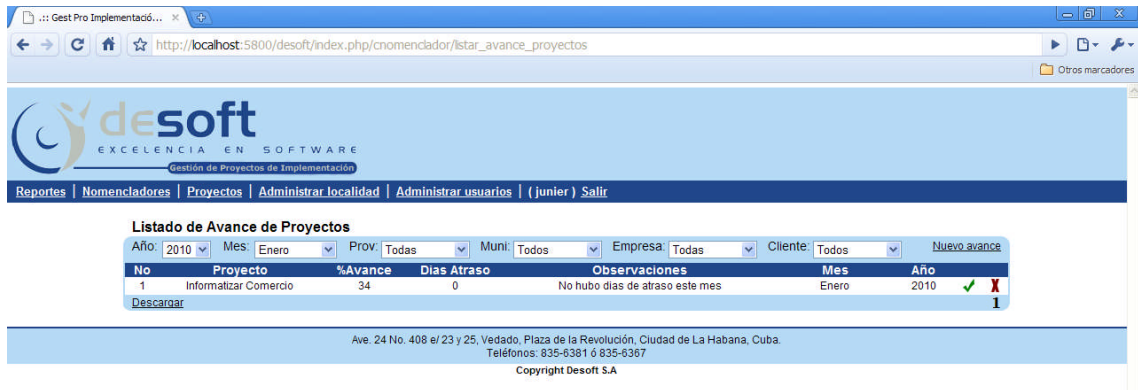 .:: Gest Pro Implementació...
http://localhost:5800/desoft/index.php/cnomenclador/listar_avance_proyectos
Otros marcadores
desoft
EXCELENCIA EN SOFTWARE
Gestión de Proyectos de Implementación
Reportes | Nomencladores | Proyectos | Administrar localidad | Administrar usuarios | ( junier ) Salir
Listado de Avance de Proyectos
Año: 2010 Mes: Enero Prov: Todas Muni: Todos Empresa: Todas Cliente: Todos Nuevo avance
No Proyecto %Avance Dias Atraso Observaciones Mes Año
1 Informatizar Comercio 34 0 No hubo dias de atraso este mes Enero 2010
Descargar 1
Ave. 24 No. 408 e/ 23 y 25, Vedado, Plaza de la Revolución, Ciudad de La Habana, Cuba.
Teléfonos: 835-6381 ó 835-6367
Copyright Desoft S.A